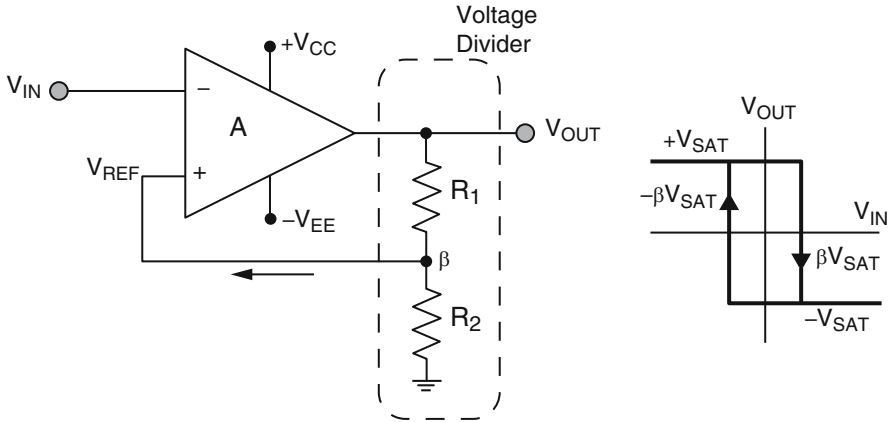 Voltage
Divider
+V_CC
V_IN
−
A
V_OUT
V_REF
+
R_1
−V_EE
β
R_2
V_OUT
+V_SAT
−βV_SAT
V_IN
βV_SAT
−V_SAT